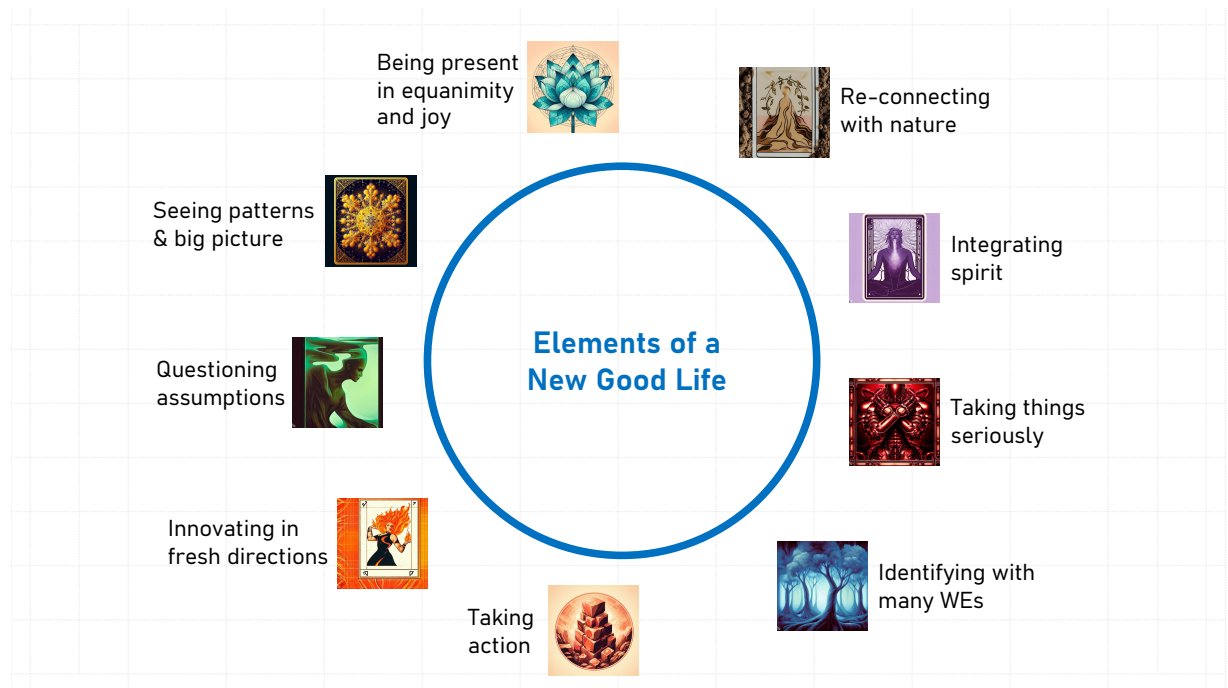 Being present
in equanimity
and joy
Re-connecting
with nature
Seeing patterns
& big picture
Integrating
spirit
Elements of a
New Good Life
Questioning
assumptions
Taking things
seriously
Innovating in
fresh directions
Identifying with
many WEs
Taking
action